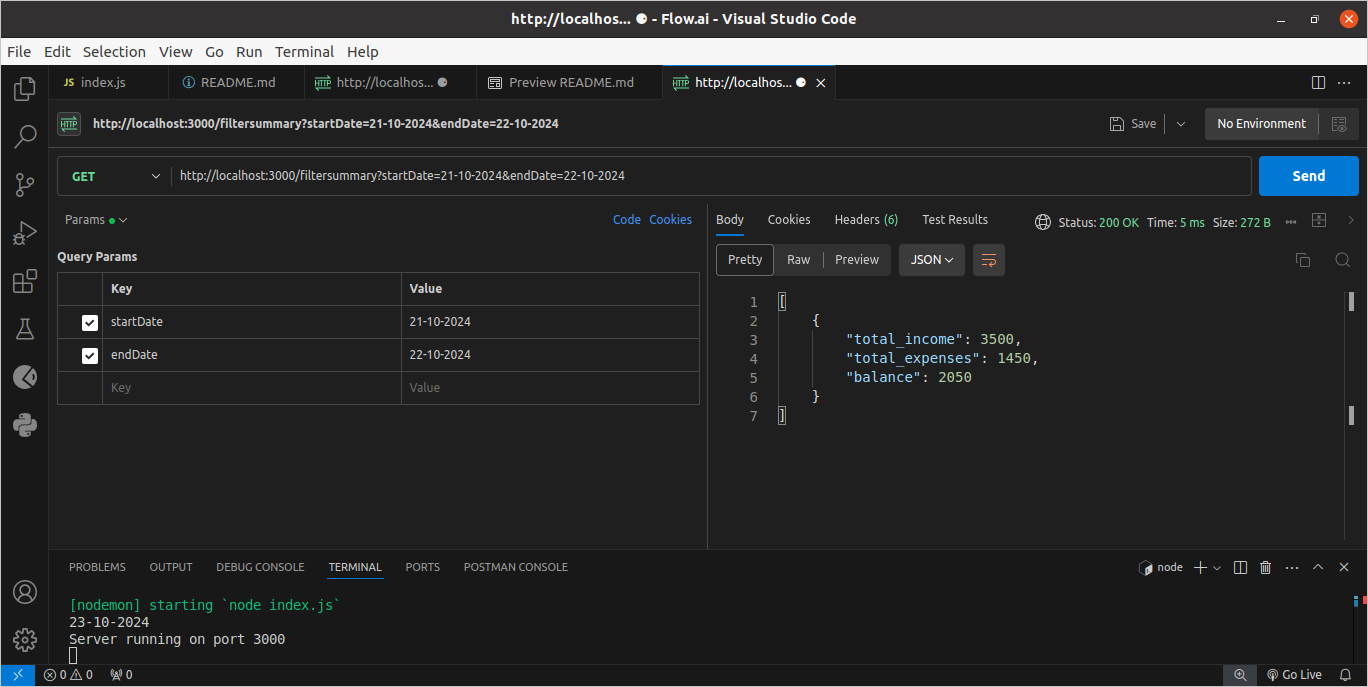 http://localhos... ● - Flow.ai - Visual Studio Code
File Edit Selection View Go Run Terminal Help
JS index.js README.md HTTP http://localhos... Preview README.md HTTP http://localhos...
HTTP http://localhost:3000/filtersummary?startDate=21-10-2024&endDate=22-10-2024 Save No Environment
GET http://localhost:3000/filtersummary?startDate=21-10-2024&endDate=22-10-2024 Send
Params Code Cookies
Query Params
Key Value
startDate 21-10-2024
endDate 22-10-2024
Key Value
Body Cookies Headers (6) Test Results Status: 200 OK Time: 5 ms Size: 272 B
Pretty Raw Preview JSON
1 [
2 {
3 "total_income": 3500,
4 "total_expenses": 1450,
5 "balance": 2050
6 }
7 ]
PROBLEMS OUTPUT DEBUG CONSOLE TERMINAL PORTS POSTMAN CONSOLE node
[nodemon] starting `node index.js`
23-10-2024
Server running on port 3000
0 0 0 Go Live